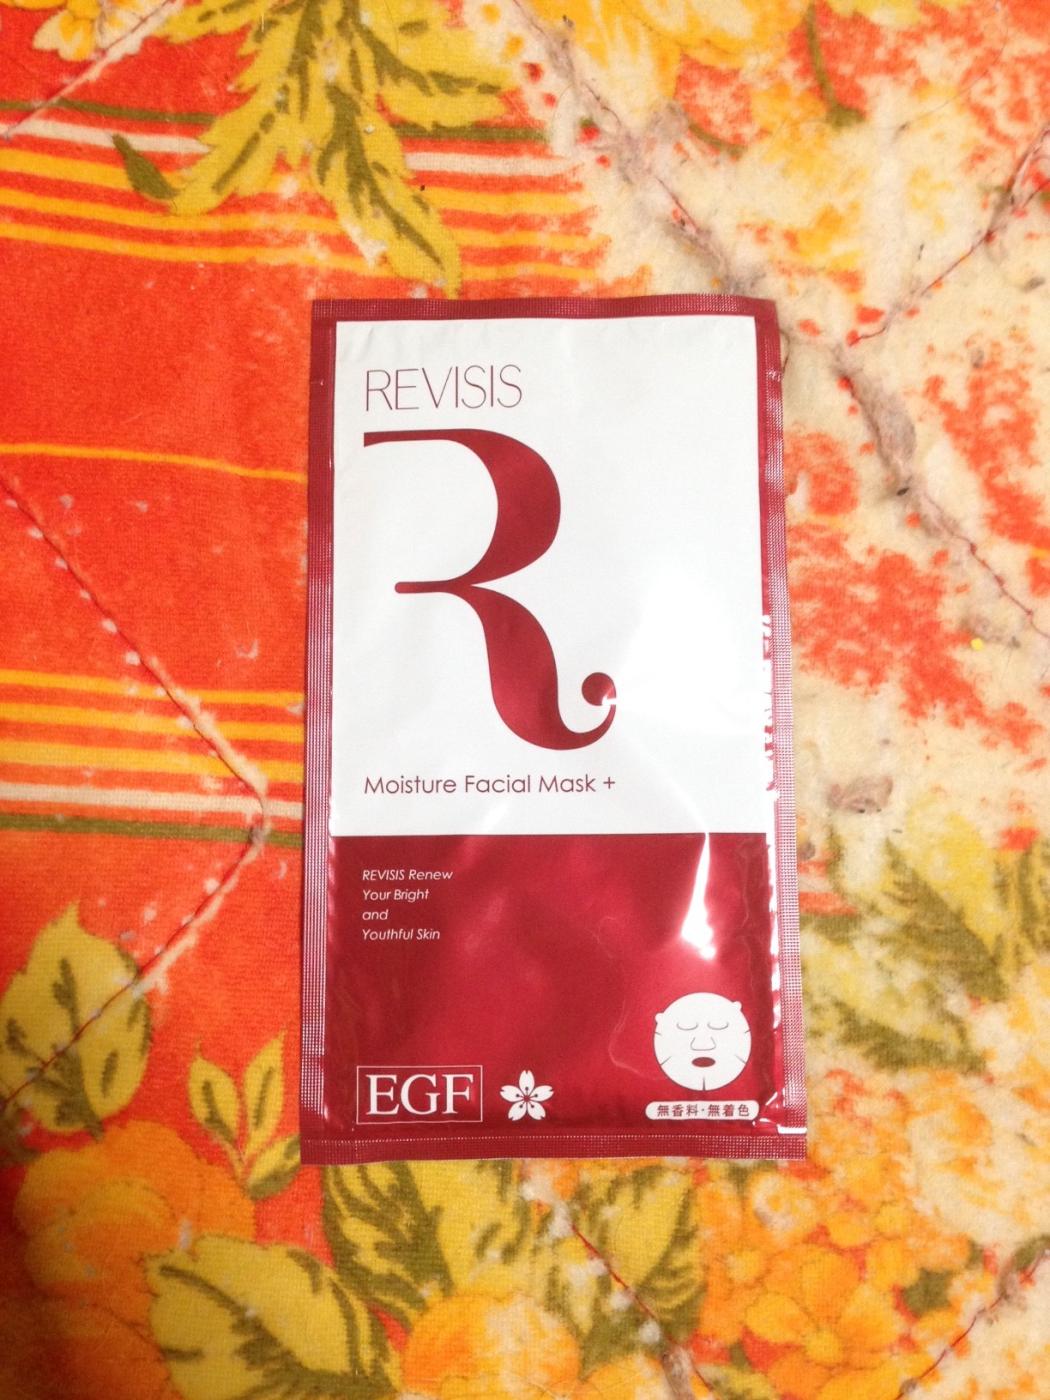 REVISIS
R
Moisture Facial Mask +
REVISIS Renew
Your Bright
and
Youthful Skin
EGF
無香料・無着色